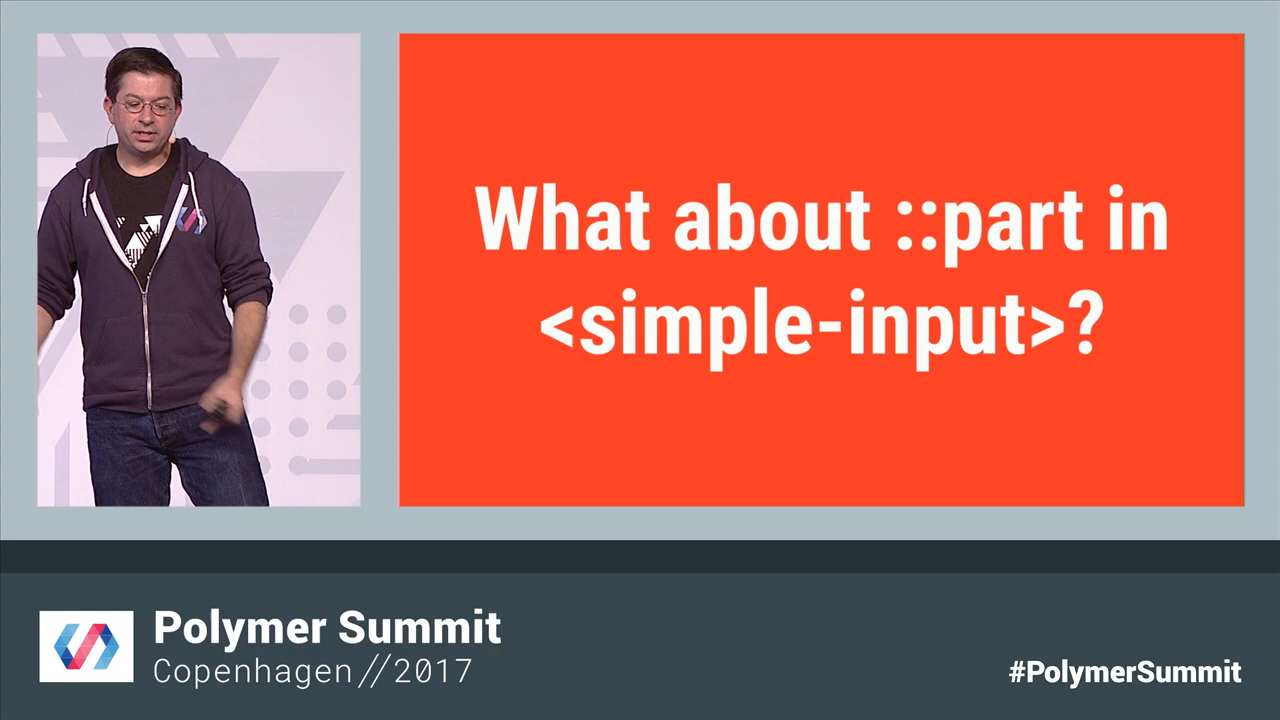 What about ::part in
<simple-input>?
Polymer Summit
Copenhagen//2017
#PolymerSummit